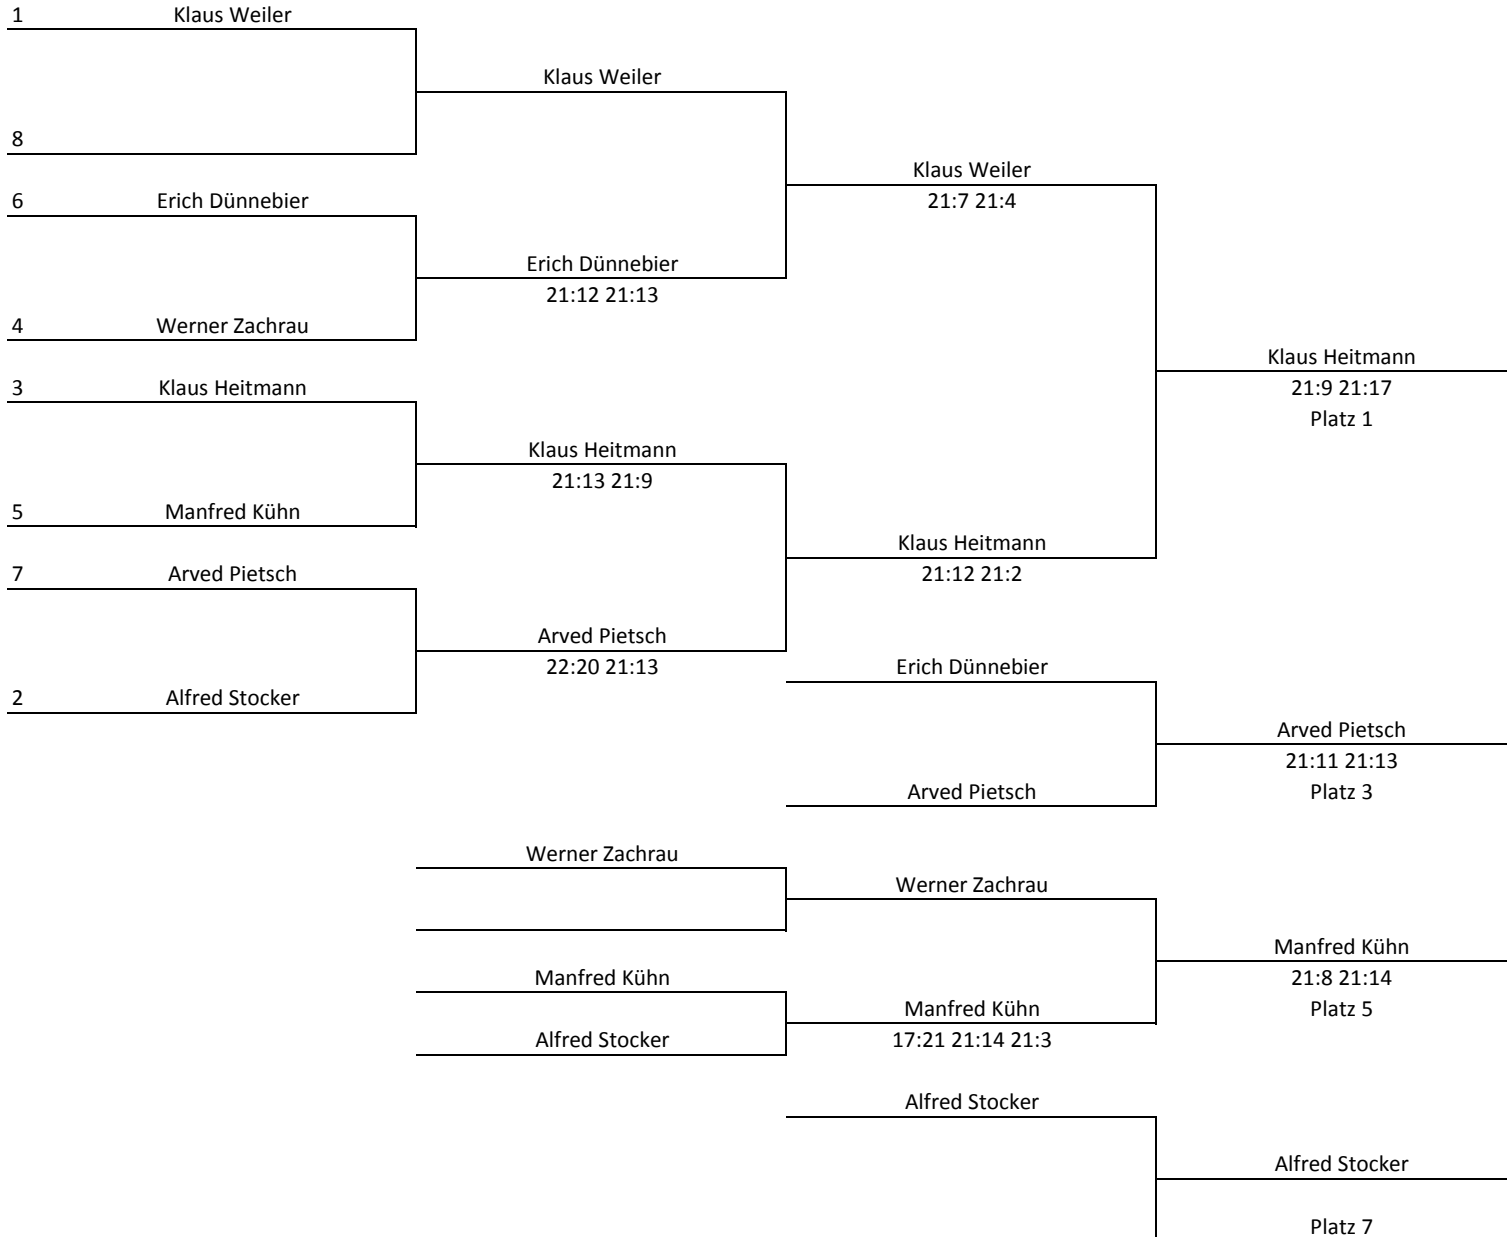 1 Klaus Weiler
Klaus Weiler
8
Klaus Weiler
21:7 21:4
6 Erich Dünnebier
Erich Dünnebier
21:12 21:13
4 Werner Zachrau
Klaus Heitmann
21:9 21:17
Platz 1
3 Klaus Heitmann
Klaus Heitmann
21:13 21:9
5 Manfred Kühn
Klaus Heitmann
21:12 21:2
7 Arved Pietsch
Arved Pietsch
22:20 21:13
2 Alfred Stocker
Erich Dünnebier
Arved Pietsch
21:11 21:13
Platz 3
Arved Pietsch
Werner Zachrau
Werner Zachrau
Manfred Kühn
21:8 21:14
Platz 5
Manfred Kühn
Manfred Kühn
17:21 21:14 21:3
Alfred Stocker
Alfred Stocker
Alfred Stocker
Platz 7